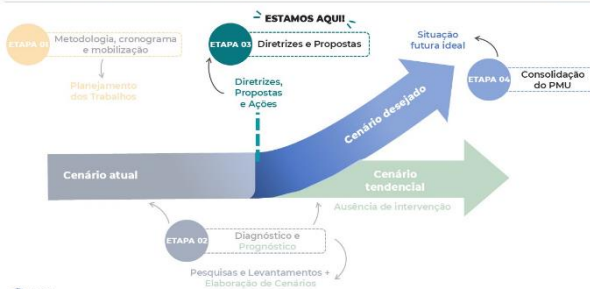 ETAPA 01
Metodologia, cronograma
e mobilização
Planejamento
dos Trabalhos
ESTAMOS AQUI!
ETAPA 03
Diretrizes e Propostas
Diretrizes,
Propostas
e Ações
Situação
futura ideal
ETAPA 04
Consolidação
do PMU
Cenário atual
Cenário desejado
Cenário
tendencial
Ausência de intervenção
ETAPA 02
Diagnóstico e
Prognóstico
Pesquisas e Levantamentos +
Elaboração de Cenários